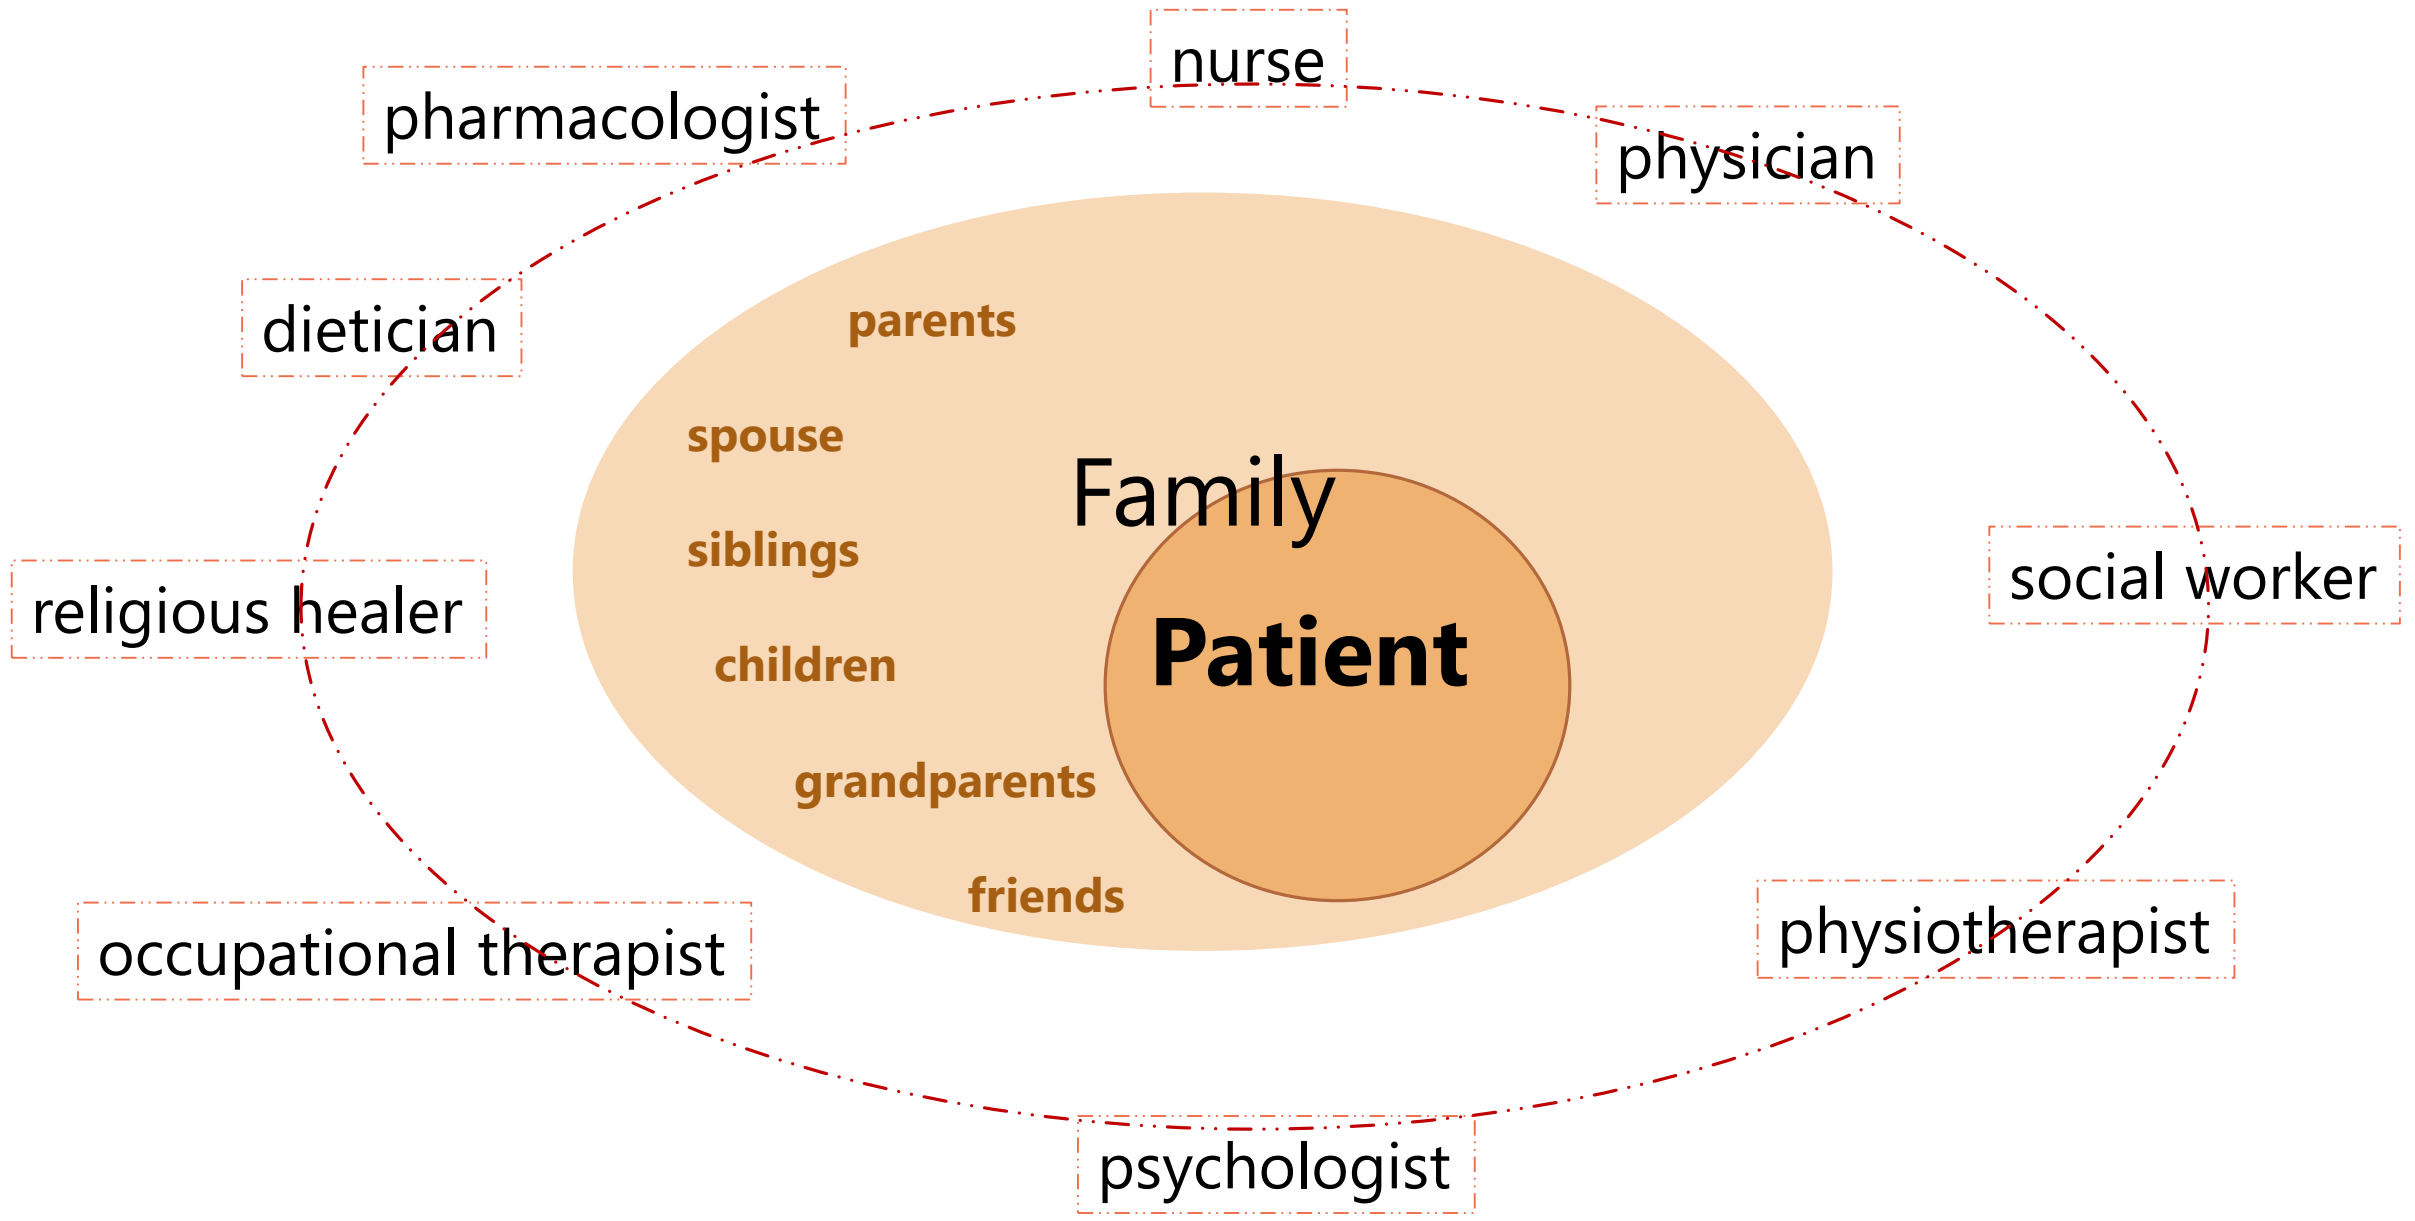 nurse
pharmacologist
physician
dietician
parents
spouse
Family
siblings
social worker
religious healer
Patient
children
grandparents
friends
physiotherapist
occupational therapist
psychologist